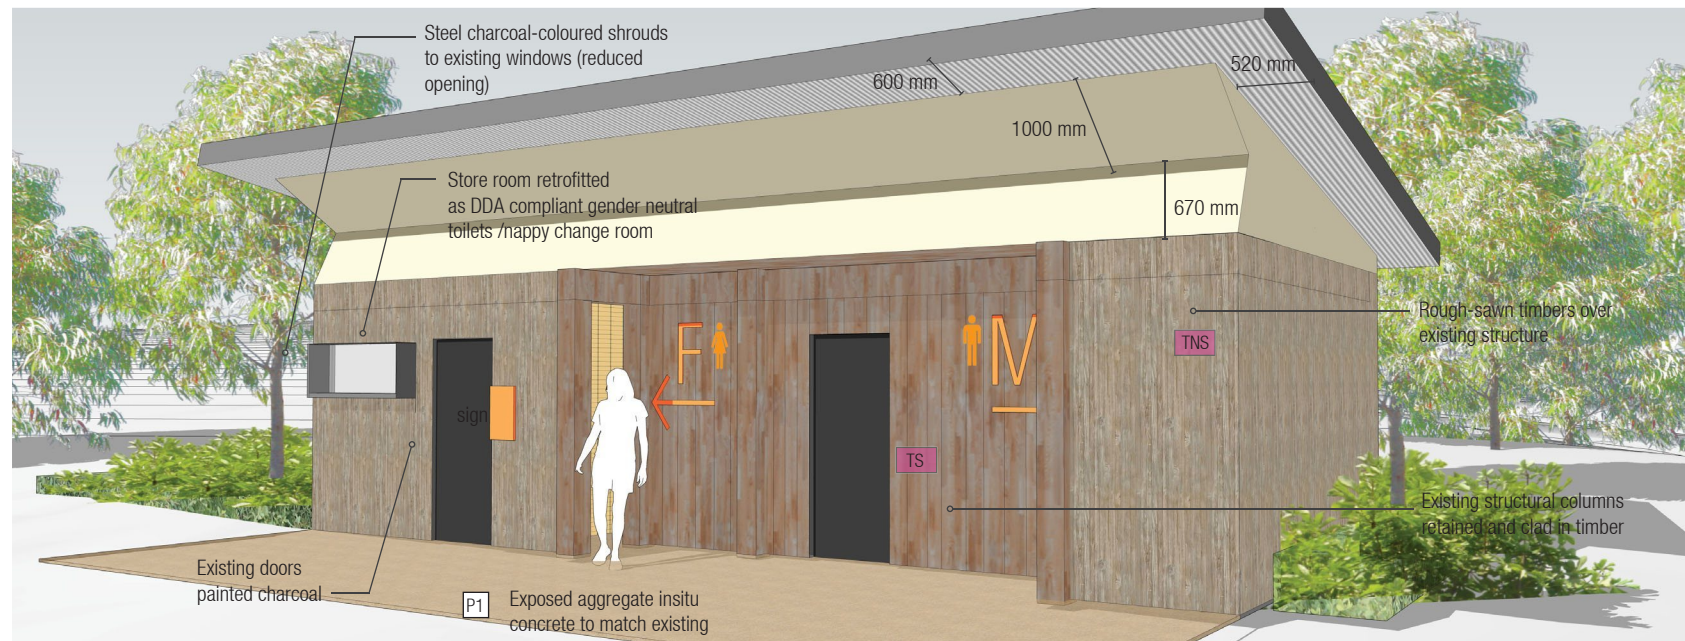 Steel charcoal-coloured shrouds
to existing windows (reduced
opening)
600 mm
520 mm
1000 mm
Store room retrofitted
as DDA compliant gender neutral
toilets /nappy change room
670 mm
Rough-sawn timbers over
existing structure
TNS
F
M
sign
TS
Existing structural columns
retained and clad in timber
Existing doors
painted charcoal
P1
Exposed aggregate insitu
concrete to match existing